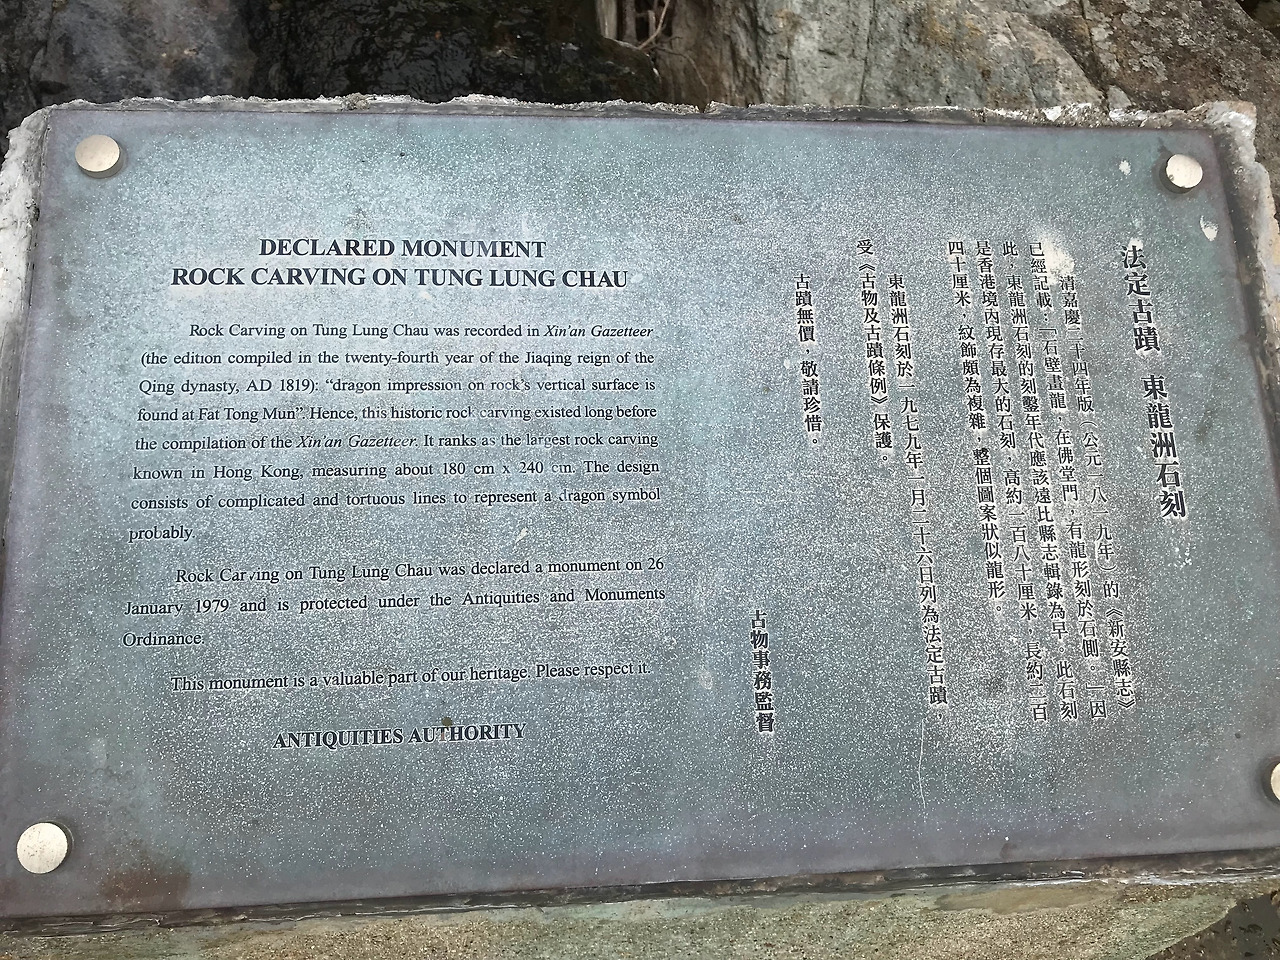 DECLARED MONUMENT
ROCK CARVING ON TUNG LUNG CHAU
Rock Carving on Tung Lung Chau was recorded in Xin'an Gazetteer
(the edition compiled in the twenty-fourth year of the Jiaqing reign of the
Qing dynasty, AD 1819): “dragon impression on rock's vertical surface is
found at Fat Tong Mun”. Hence, this historic rock carving existed long before
the compilation of the Xin'an Gazetteer. It ranks as the largest rock carving
known in Hong Kong, measuring about 180 cm x 240 cm. The design
consists of complicated and tortuous lines to represent a dragon symbol
probably.
Rock Carving on Tung Lung Chau was declared a monument on 26
January 1979 and is protected under the Antiquities and Monuments
Ordinance.
This monument is a valuable part of our heritage. Please respect it.
ANTIQUITIES AUTHORITY
法定古蹟 東龍洲石刻
清嘉慶二十四年版（公元一八一九年）的《新安縣志》
已經記載：「石壁畫龍，在佛堂門，有龍形刻於石側。」因
此，東龍洲石刻的刻鑿年代應該遠比縣志輯錄為早。此石刻
是香港境內現存最大的石刻，高約一百八十厘米，長約二百
四十厘米，紋飾頗為複雜，整個圖案狀似龍形。
東龍洲石刻於一九七九年一月二十六日列為法定古蹟，
受《古物及古蹟條例》保護。
古蹟無價，敬請珍惜。
古物事務監督